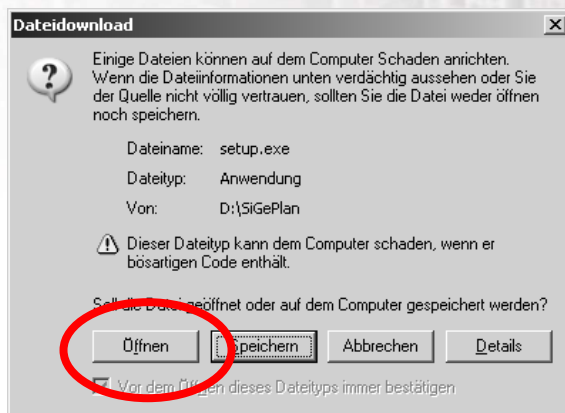 Dateidownload
Einige Dateien können auf dem Computer Schaden anrichten.
Wenn die Dateiinformationen unten verdächtig aussehen oder Sie
der Quelle nicht völlig vertrauen, sollten Sie die Datei weder öffnen
noch speichern.
Dateiname: setup.exe
Dateityp: Anwendung
Von: D:\SiGePlan
Dieser Dateityp kann dem Computer schaden, wenn er
bösartigen Code enthält.
Soll die Datei geöffnet oder auf dem Computer gespeichert werden?
Öffnen Speichern Abbrechen Details
Vor dem Öffnen dieses Dateityps immer bestätigen